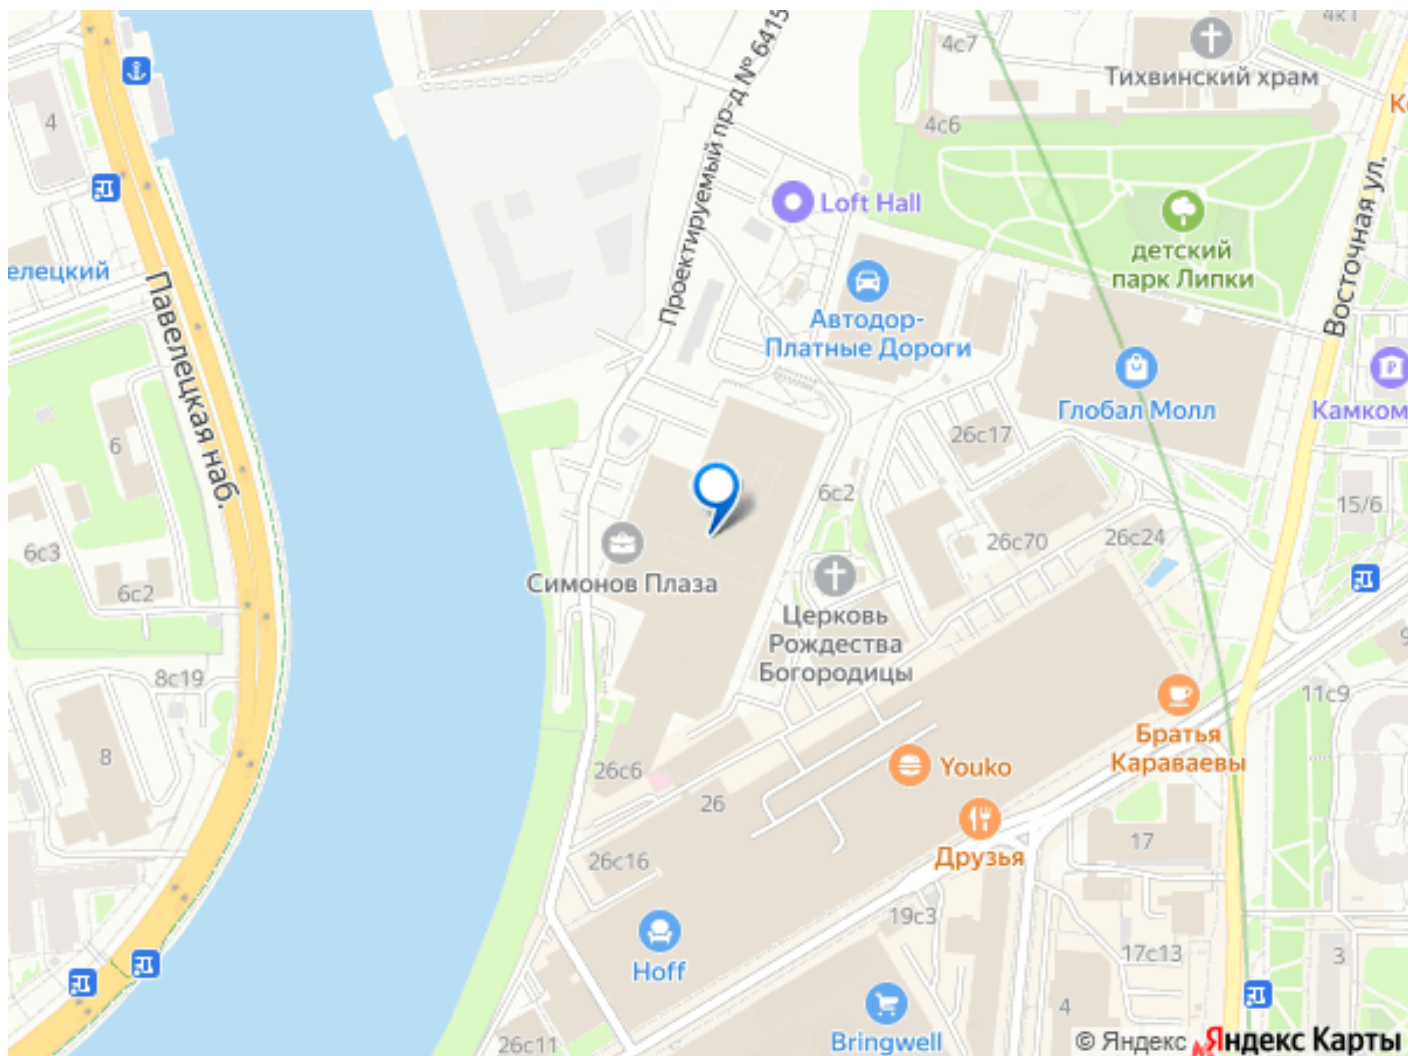 4к1
4с7
Тихвинский храм
4с6
4
Проектируемый пр-д № 6415
Loft Hall
детский
парк Липки
Восточная ул.
елецкий
Павелецкая наб.
Автодор-
Платные Дороги
Глобал Молл
Камком
26с17
6
6с2
15/6
6с3
6с2
Симонов Плаза
26с70
26с24
Церковь
Рождества
Богородицы
9
8с19
11с9
Братья
Караваевы
8
26с6
Youko
26
17
26с16
Друзья
19с3
17с13
3
Hoff
4
26с11
Bringwell
© Яндекс
Яндекс Карты